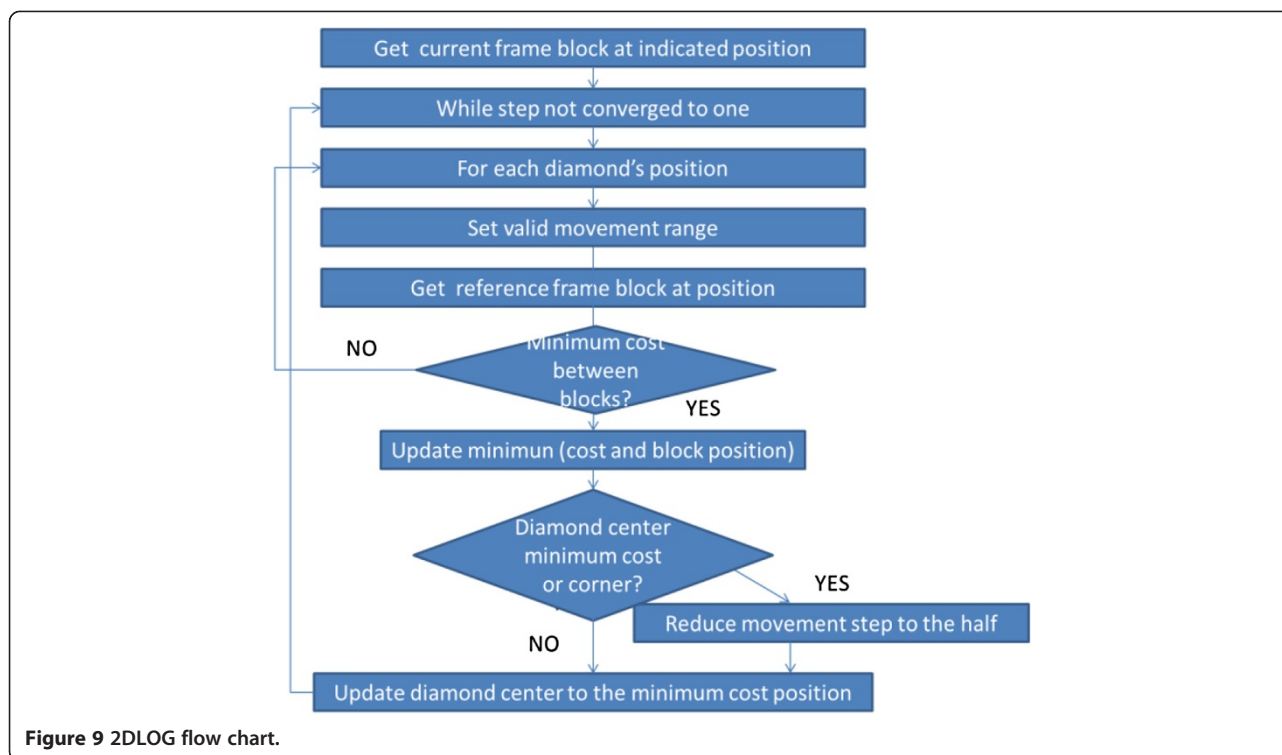 Get current frame block at indicated position
While step not converged to one
For each diamond's position
Set valid movement range
Get reference frame block at position
NO
Minimum cost
between
blocks?
YES
Update minimun (cost and block position)
Diamond center
minimum cost
or corner?
YES
Reduce movement step to the half
NO
Update diamond center to the minimum cost position
Figure 9 2DLOG flow chart.